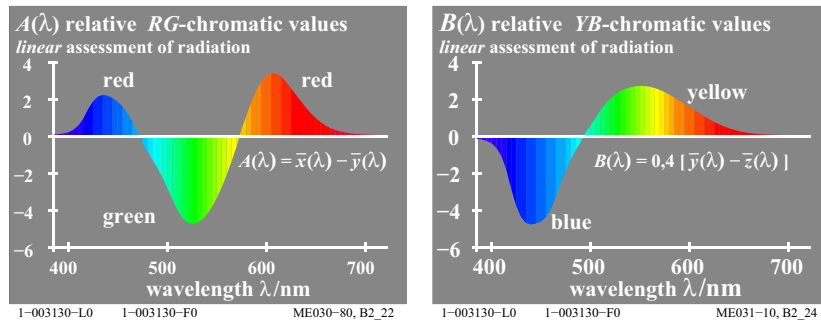 A(λ) relative RG-chromatic values
linear assessment of radiation
4
red
red
2
0
A(λ) = x̅(λ) − y̅(λ)
−2
−4
green
−6
400 500 600 700
wavelength λ/nm
1−003130−L0 1−003130−F0 ME030−80, B2_22
B(λ) relative YB-chromatic values
linear assessment of radiation
4
yellow
2
0
B(λ) = 0,4 [ y̅(λ) − z̅(λ) ]
−2
−4
blue
−6
400 500 600 700
wavelength λ/nm
1−003130−L0 1−003130−F0 ME031−10, B2_24